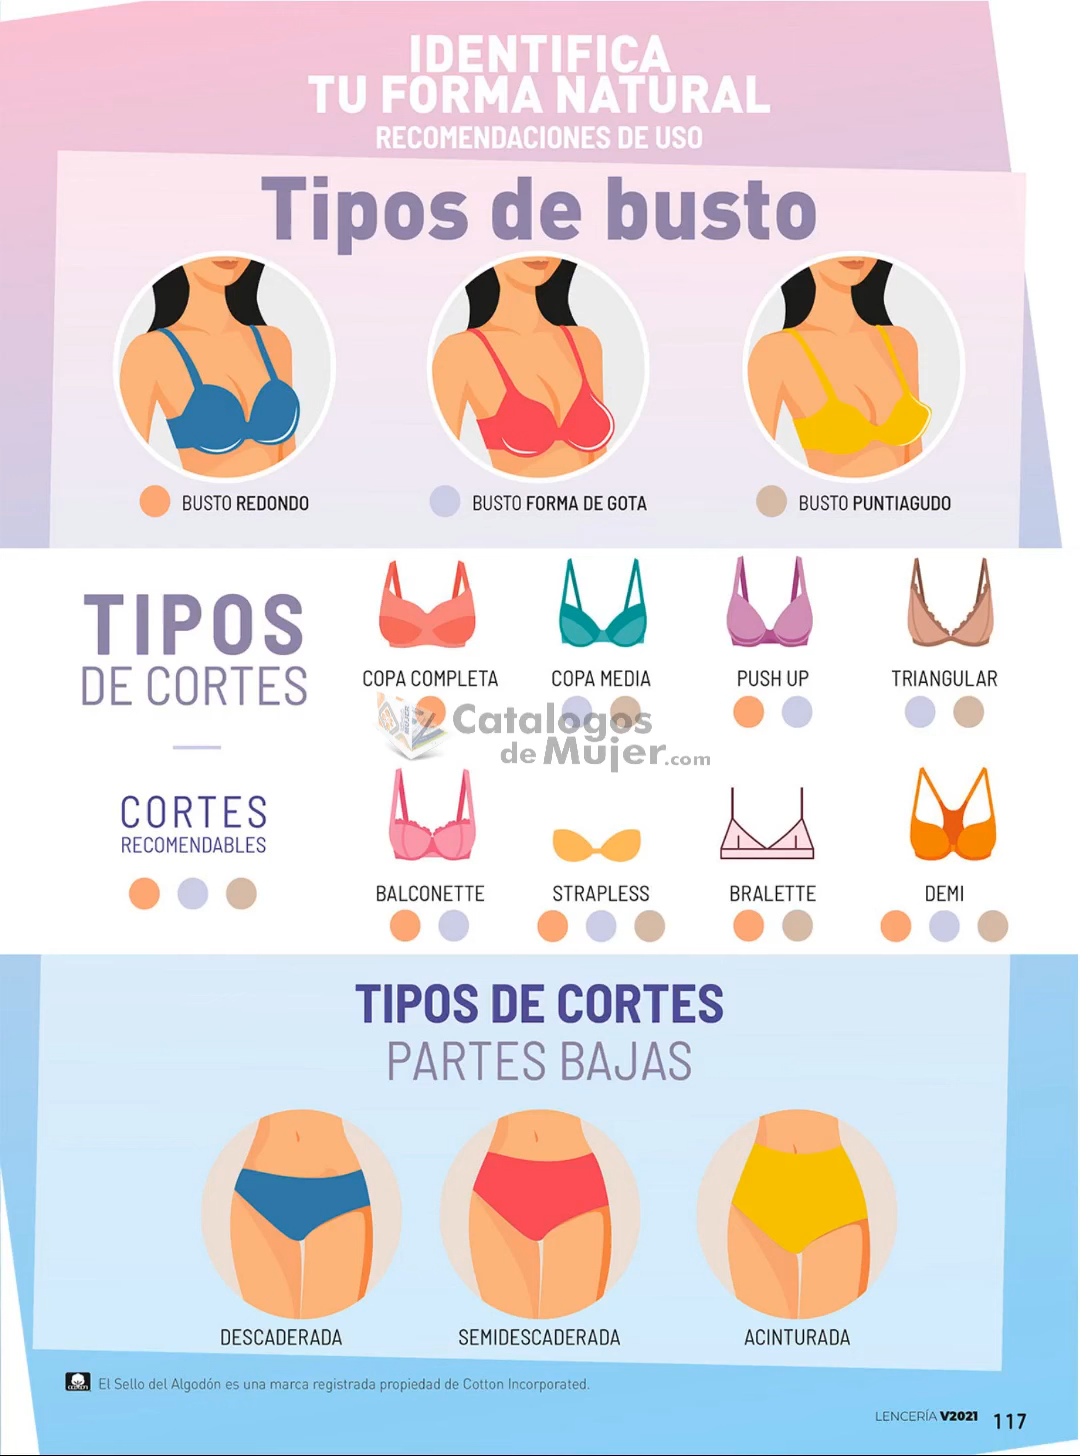 IDENTIFICA
TU FORMA NATURAL
RECOMENDACIONES DE USO
Tipos de busto
BUSTO REDONDO
BUSTO FORMA DE GOTA
BUSTO PUNTIAGUDO
TIPOS
DE CORTES
COPA COMPLETA
COPA MEDIA
PUSH UP
TRIANGULAR
Catalogos
de Mujer.com
CORTES
RECOMENDABLES
BALCONETTE
STRAPLESS
BRALETTE
DEMI
TIPOS DE CORTES
PARTES BAJAS
DESCADERADA
SEMIDESCADERADA
ACINTURADA
El Sello del Algodón es una marca registrada propiedad de Cotton Incorporated.
LENCERÍA V2021 117